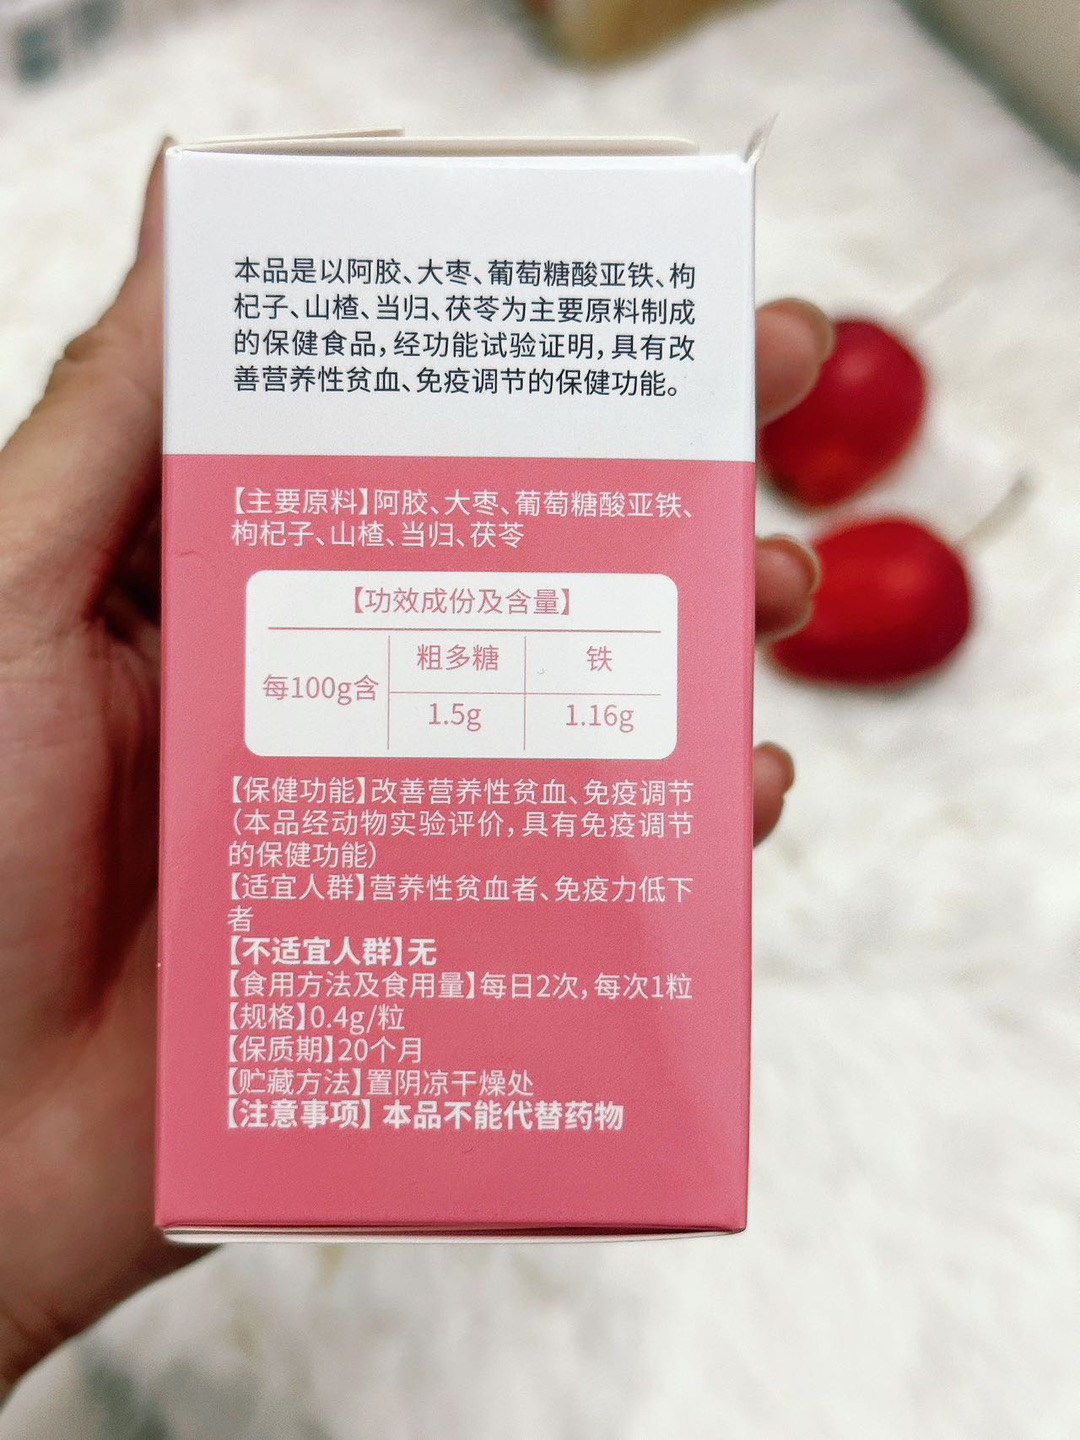 本品是以阿胶、大枣、葡萄糖酸亚铁、枸
杞子、山楂、当归、茯苓为主要原料制成
的保健食品，经功能试验证明，具有改
善营养性贫血、免疫调节的保健功能。
【主要原料】阿胶、大枣、葡萄糖酸亚铁、
枸杞子、山楂、当归、茯苓
【功效成份及含量】
粗多糖 铁
每100g含
1.5g 1.16g
【保健功能】改善营养性贫血、免疫调节
（本品经动物实验评价，具有免疫调节
的保健功能）
【适宜人群】营养性贫血者、免疫力低下
者
【不适宜人群】无
【食用方法及食用量】每日2次，每次1粒
【规格】0.4g/粒
【保质期】20个月
【贮藏方法】置阴凉干燥处
【注意事项】本品不能代替药物